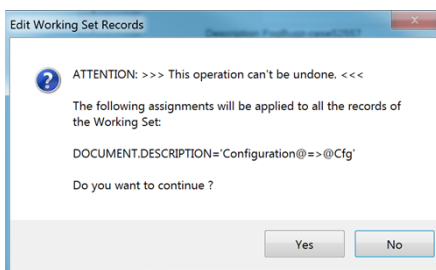 Edit Working Set Records
ATTENTION: >>> This operation can't be undone. <<<
The following assignments will be applied to all the records of
the Working Set:
DOCUMENT.DESCRIPTION='Configuration@=>@Cfg'
Do you want to continue ?
Yes
No